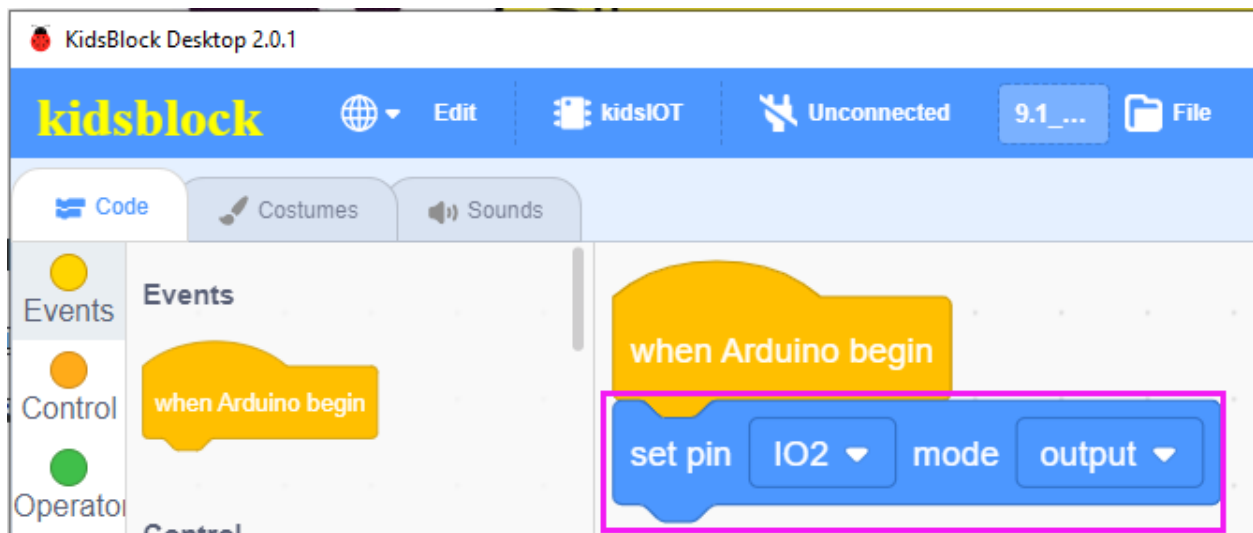 KidsBlock Desktop 2.0.1
kidsblock Edit kidsIOT Unconnected 9.1_... File
Code Costumes Sounds
Events
Events
when Arduino begin
Control
when Arduino begin
set pin IO2 mode output
Operator
Control